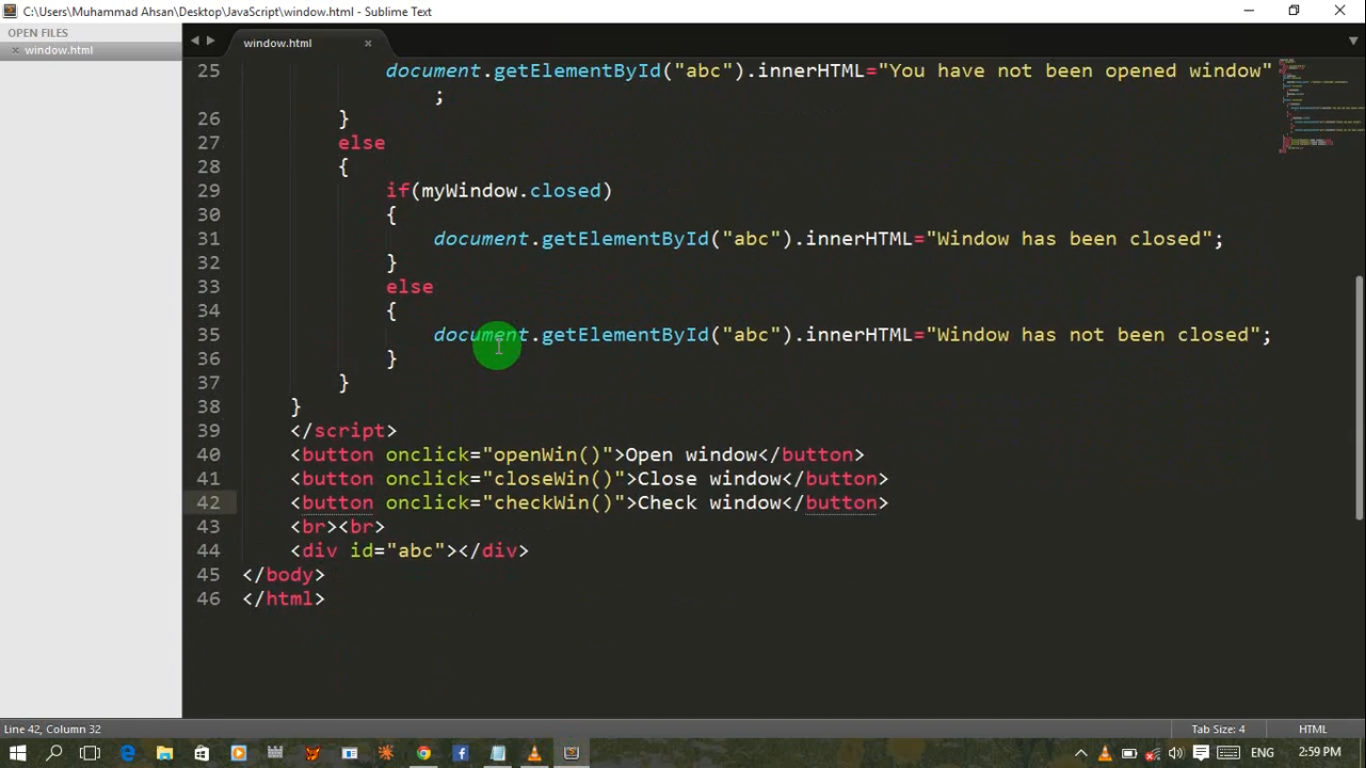 C:\Users\Muhammad Ahsan\Desktop\JavaScript\window.html - Sublime Text
OPEN FILES
window.html
window.html
25 document.getElementById("abc").innerHTML="You have not been opened window"
;
26 }
27 else
28 {
29 if(myWindow.closed)
30 {
31 document.getElementById("abc").innerHTML="Window has been closed";
32 }
33 else
34 {
35 document.getElementById("abc").innerHTML="Window has not been closed";
36 }
37 }
38 }
39 </script>
40 <button onclick="openWin()">Open window</button>
41 <button onclick="closeWin()">Close window</button>
42 <button onclick="checkWin()">Check window</button>
43 <br><br>
44 <div id="abc"></div>
45 </body>
46 </html>
Line 42, Column 32
Tab Size: 4
HTML
ENG
2:59 PM